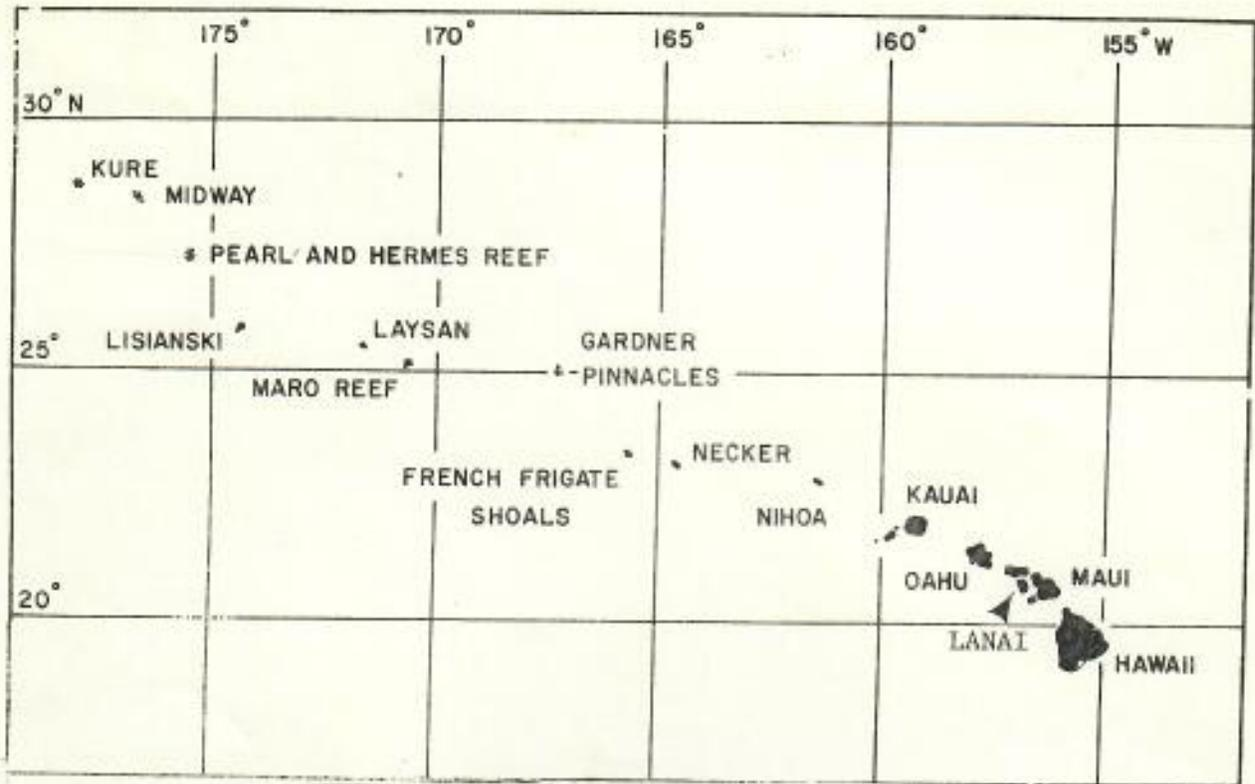 175° 170° 165° 160° 155° W
30° N
KURE
MIDWAY
PEARL AND HERMES REEF
LISIANSKI
LAYSAN
GARDNER
PINNACLES
25°
MARO REEF
FRENCH FRIGATE
SHOALS
NECKER
NIHOA
KAUAI
OAHU
MAUI
20°
LANAI
HAWAII